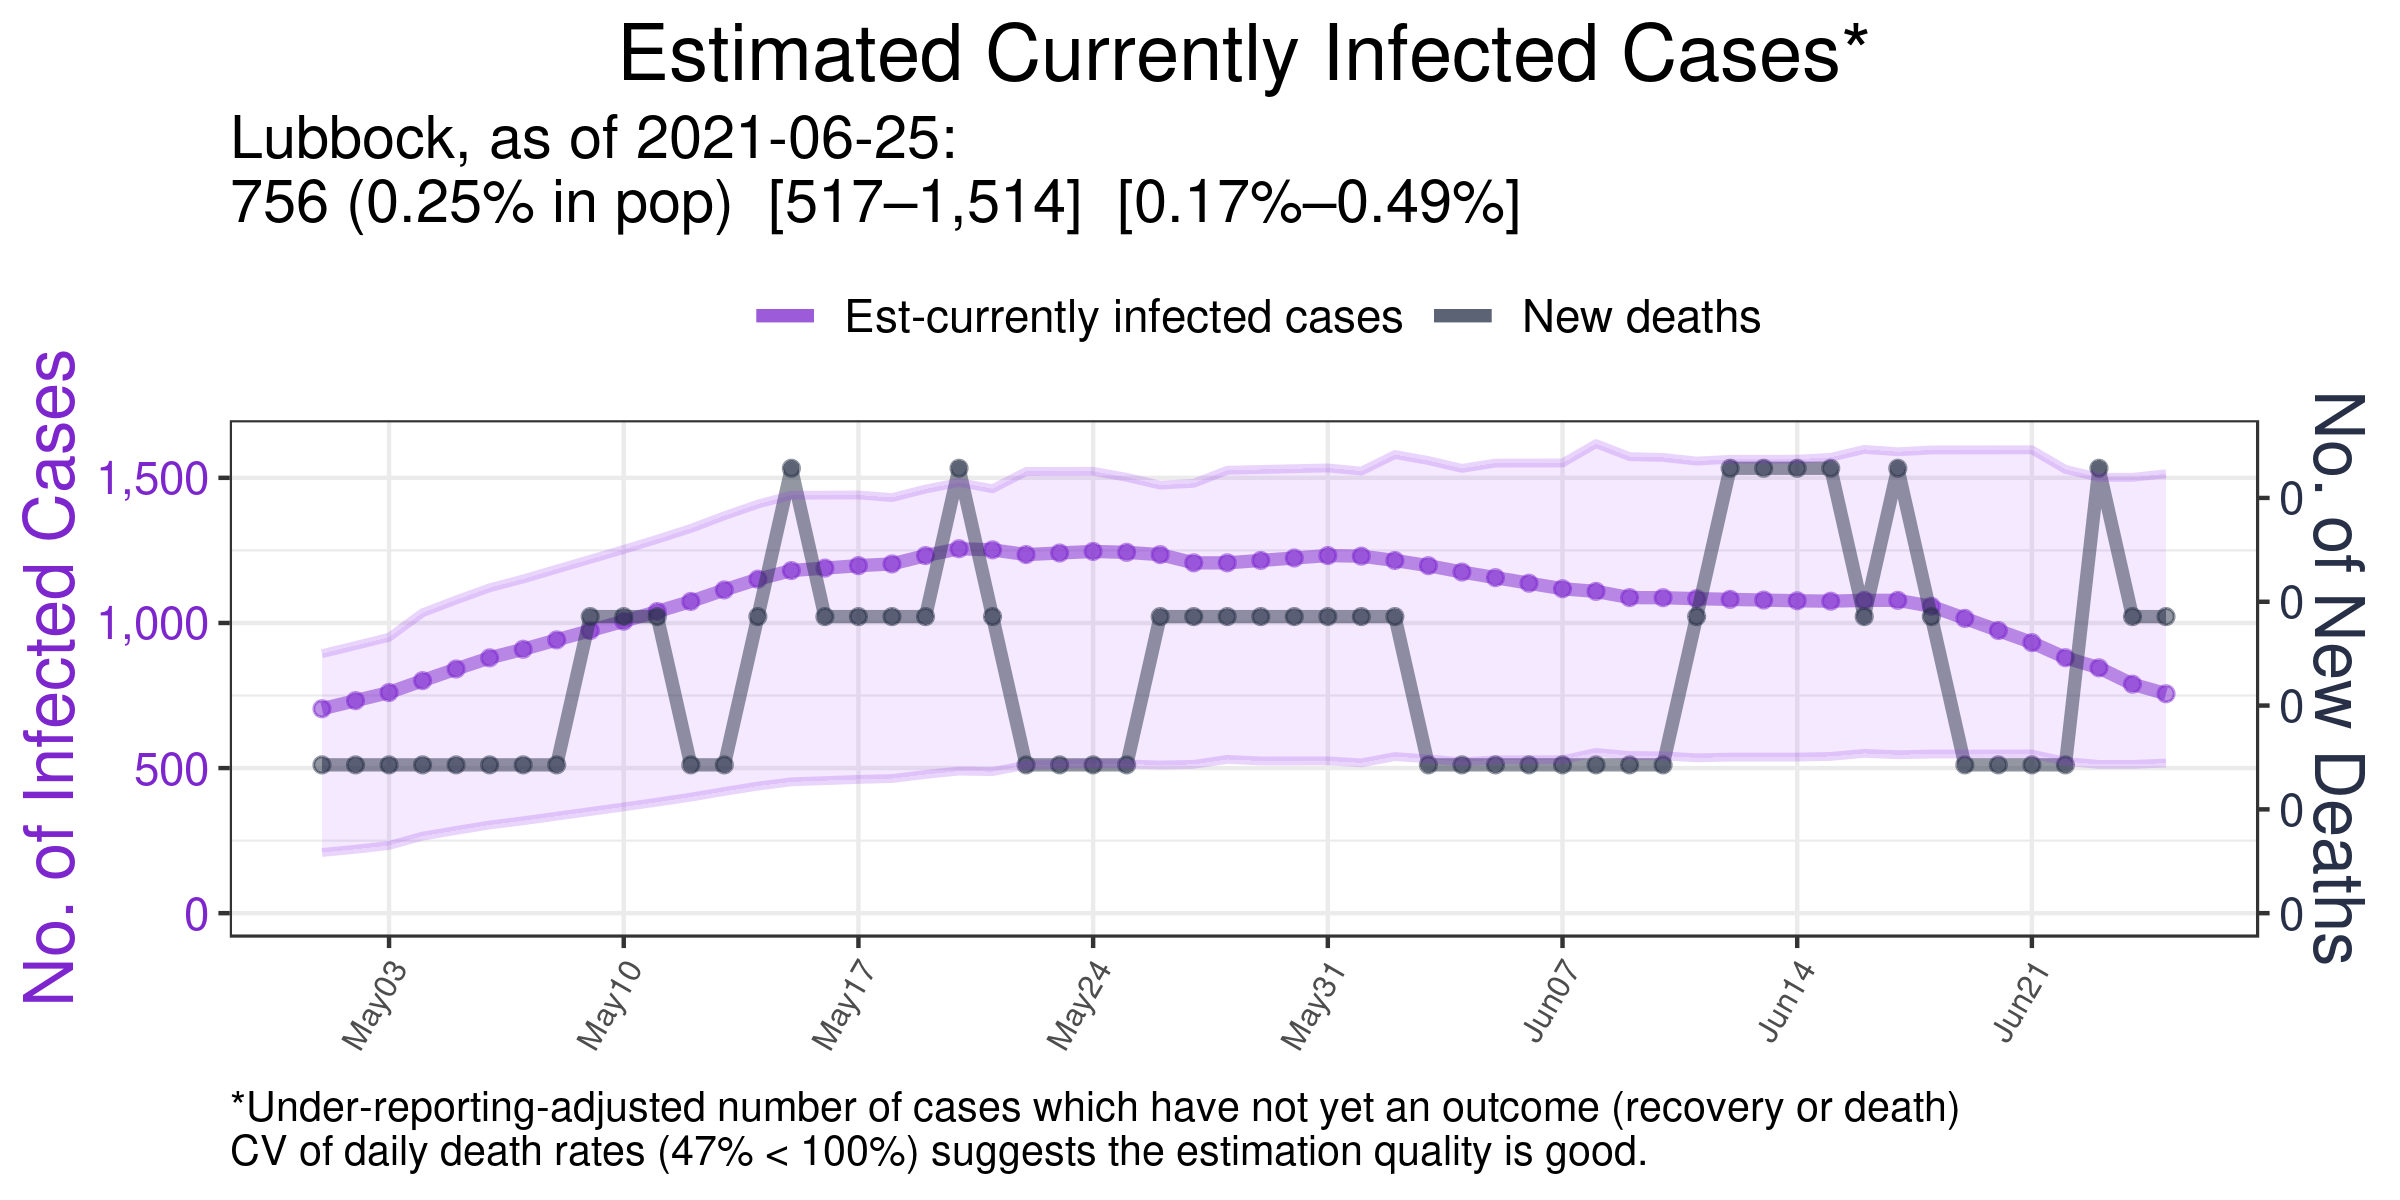 Estimated Currently Infected Cases*
Lubbock, as of 2021-06-25:
756 (0.25% in pop) [517–1,514] [0.17%–0.49%]
Est-currently infected cases New deaths
No. of Infected Cases
1,500
1,000
500
0
No. of New Deaths
0
0
0
0
0
May03 May10 May17 May24 May31 Jun07 Jun14 Jun21
*Under-reporting-adjusted number of cases which have not yet an outcome (recovery or death)
CV of daily death rates (47% < 100%) suggests the estimation quality is good.